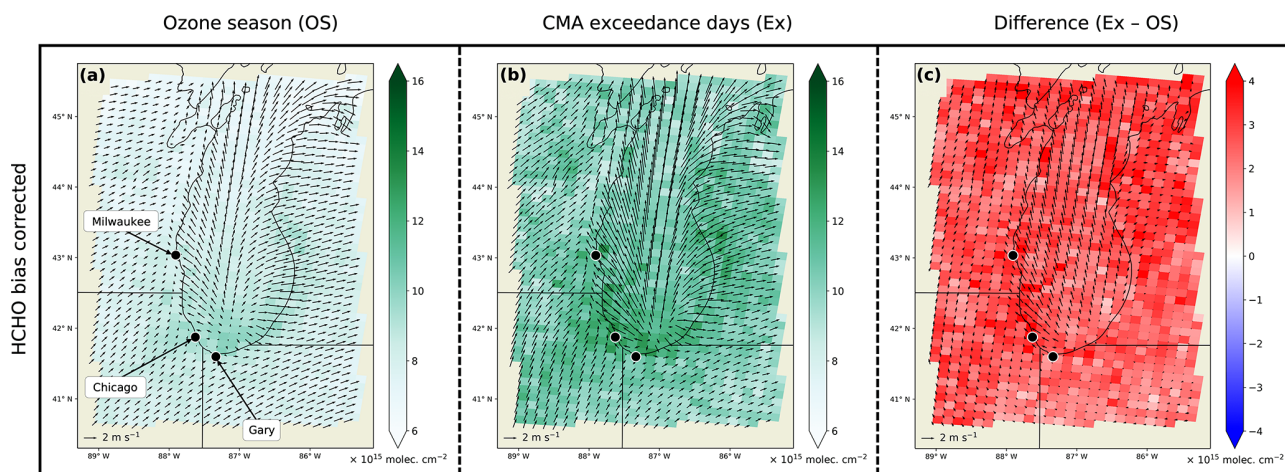 Ozone season (OS)
CMA exceedance days (Ex)
Difference (Ex – OS)
HCHO bias corrected
(a)
45° N
44° N
43° N
42° N
41° N
89° W
88° W
87° W
86° W
Milwaukee
Chicago
Gary
2 m s⁻¹
16
14
12
10
8
6
× 10¹⁵ molec. cm⁻²
(b)
45° N
44° N
43° N
42° N
41° N
89° W
88° W
87° W
86° W
2 m s⁻¹
16
14
12
10
8
6
× 10¹⁵ molec. cm⁻²
(c)
45° N
44° N
43° N
42° N
41° N
89° W
88° W
87° W
86° W
2 m s⁻¹
4
3
2
1
0
−1
−2
−3
−4
× 10¹⁵ molec. cm⁻²